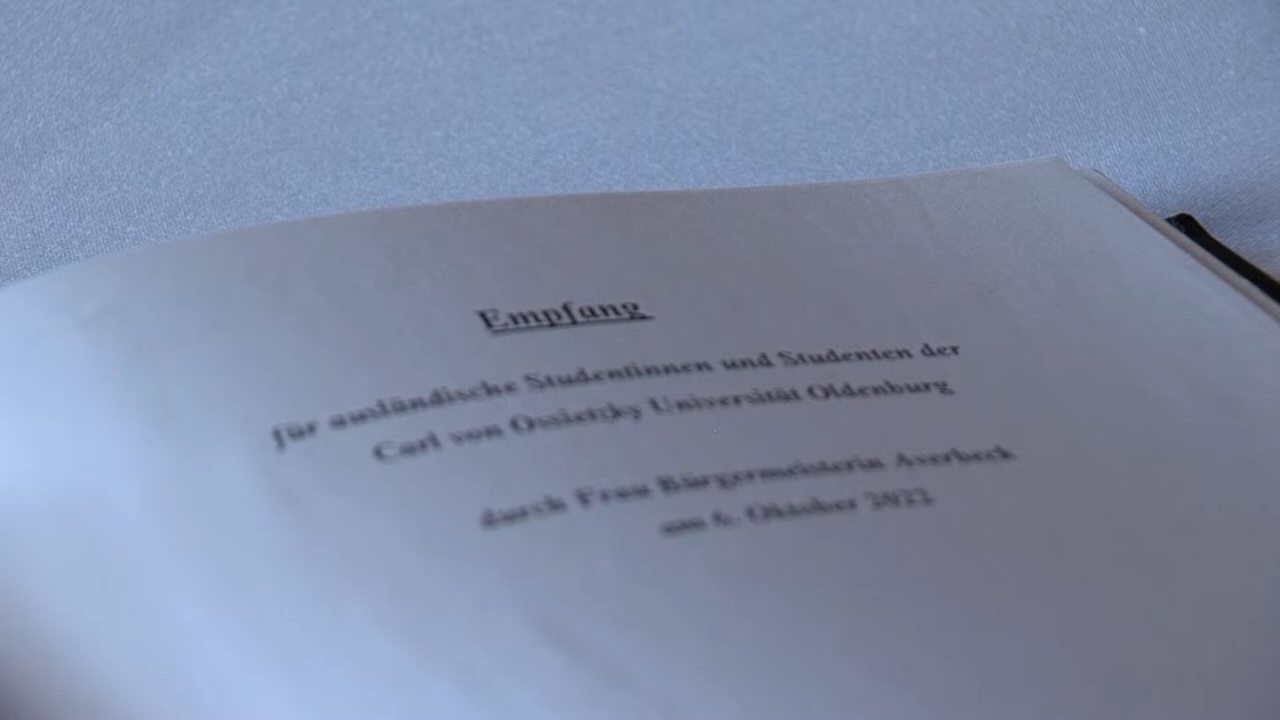 Empfang
für ausländische Studentinnen und Studenten der
Carl von Ossietzky Universität Oldenburg
durch Frau Bürgermeisterin Averbeck
am 6. Oktober 2022